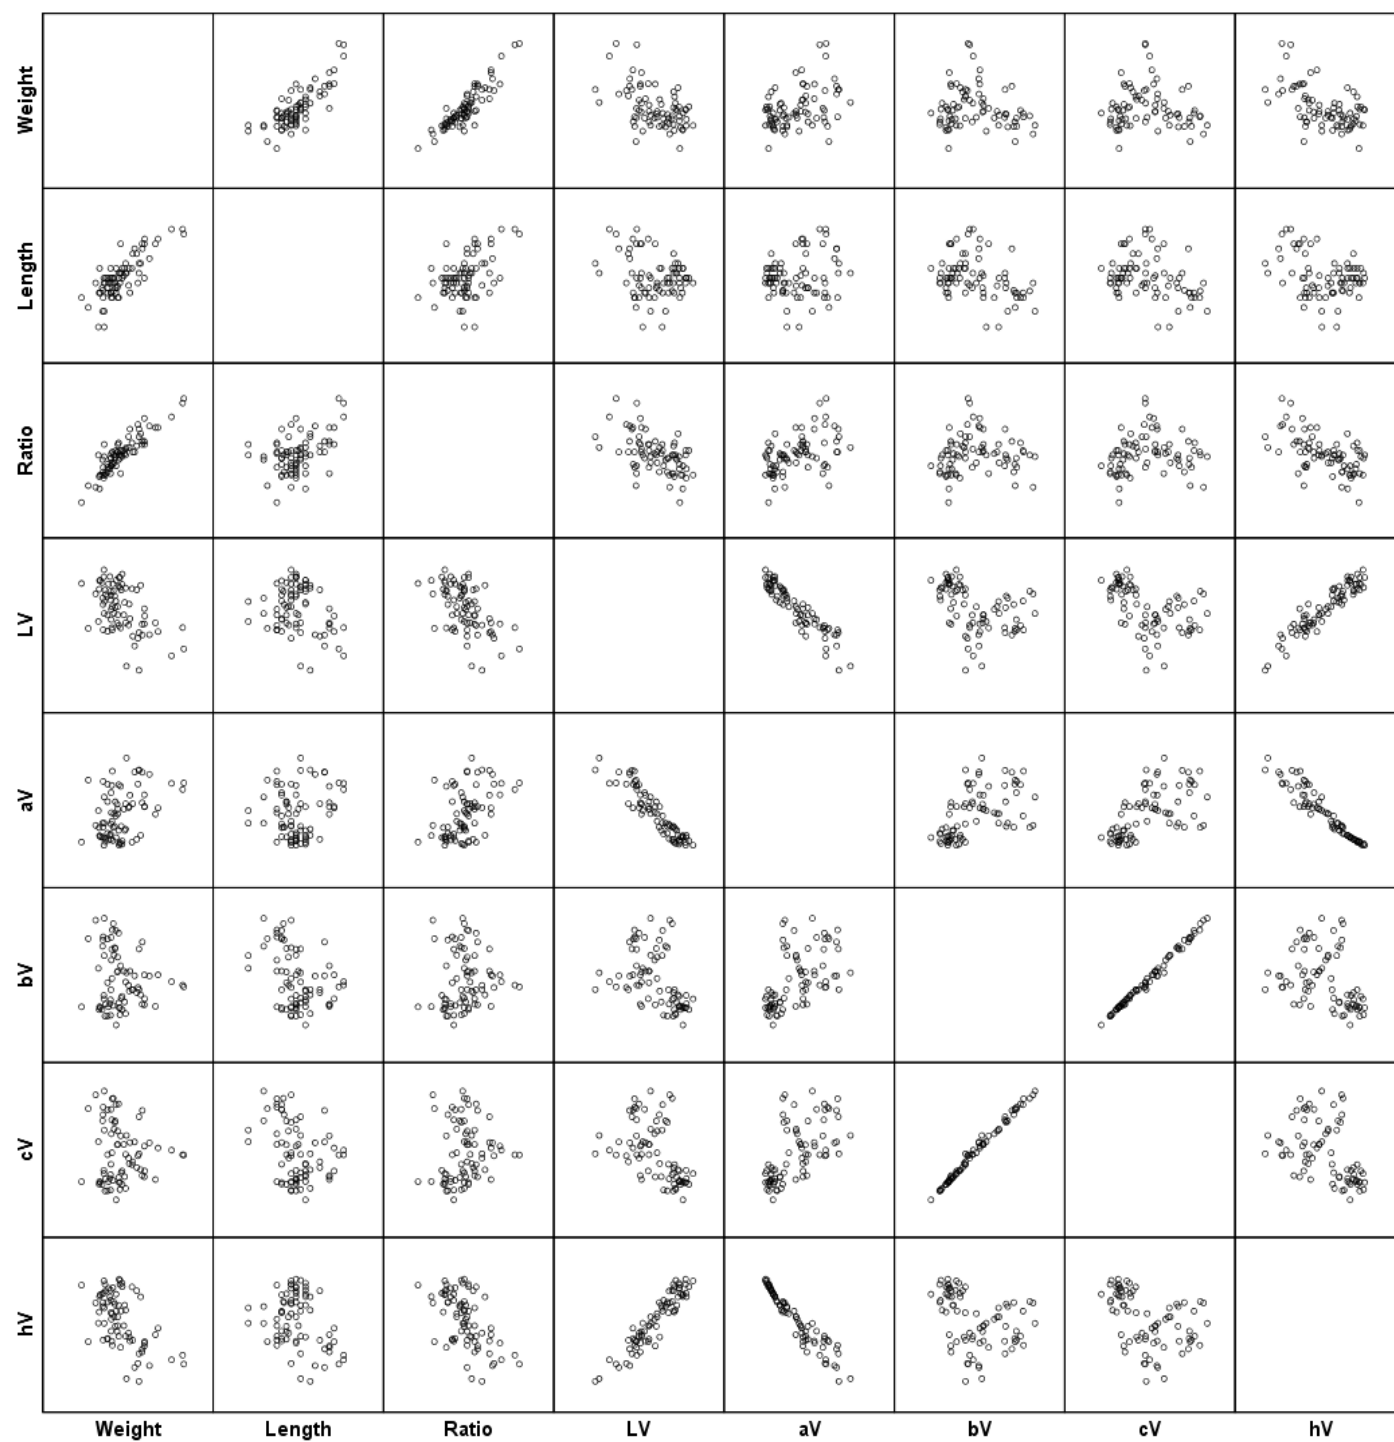 Weight
Length
Ratio
LV
aV
bV
cV
hV
Weight Length Ratio LV aV bV cV hV